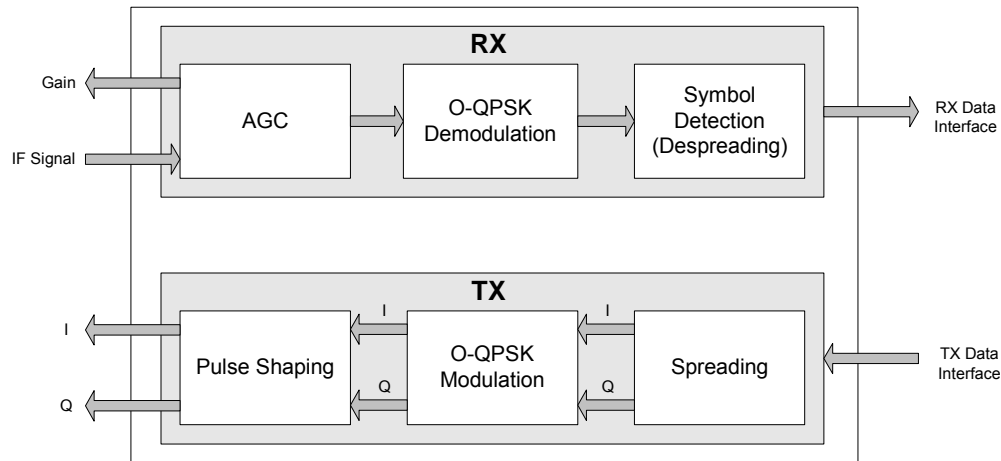 RX
Gain
IF Signal
AGC
O-QPSK
Demodulation
Symbol
Detection
(Despreading)
RX Data
Interface
TX
I
Q
Pulse Shaping
I
Q
O-QPSK
Modulation
I
Q
Spreading
TX Data
Interface